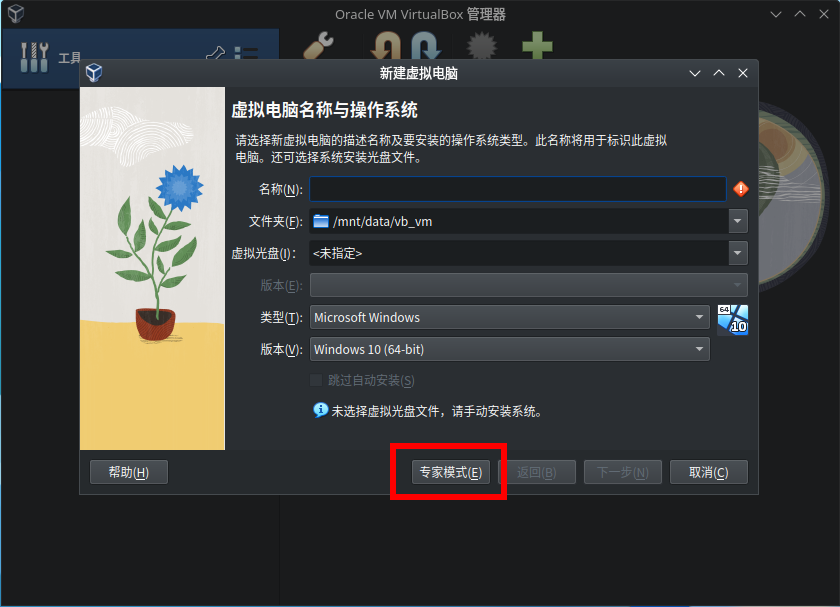 Oracle VM VirtualBox 管理器
工具
新建虚拟电脑
虚拟电脑名称与操作系统
请选择新虚拟电脑的描述名称及要安装的操作系统类型。此名称将用于标识此虚拟
电脑。还可选择系统安装光盘文件。
名称(N):
文件夹(F): /mnt/data/vb_vm
虚拟光盘(I): <未指定>
版本(E):
类型(T): Microsoft Windows
64
10
版本(V): Windows 10 (64-bit)
跳过自动安装(S)
未选择虚拟光盘文件，请手动安装系统。
帮助(H) 专家模式(E) 返回(B) 下一步(N) 取消(C)